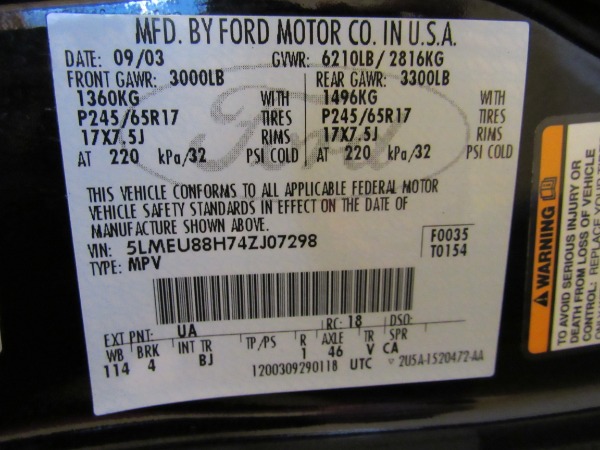 MFD. BY FORD MOTOR CO. IN U.S.A.
DATE: 09/03 GVWR: 6210LB/ 2816KG
FRONT GAWR: 3000LB REAR GAWR: 3300LB
1360KG WITH 1496KG WITH
P245/65R17 TIRES P245/65R17 TIRES
17X7.5J RIMS 17X7.5J RIMS
AT 220 kPa/32 PSI COLD AT 220 kPa/32 PSI COLD
Ford
THIS VEHICLE CONFORMS TO ALL APPLICABLE FEDERAL MOTOR
VEHICLE SAFETY STANDARDS IN EFFECT ON THE DATE OF
MANUFACTURE SHOWN ABOVE.
VIN: 5LMEU88H74ZJ07298 F0035
TYPE: MPV T0154
EXT PNT: UA RC: 18 DSO:
WB BRK INT TR TP/PS R AXLE TR SPR
114 4 BJ 1 46 V CA
1200309290118 UTC ▽ 2U5A-1520472-AA
WARNING
TO AVOID SERIOUS INJURY OR
DEATH FROM LOSS OF VEHICLE
CONTROL: REPLACE YOUR